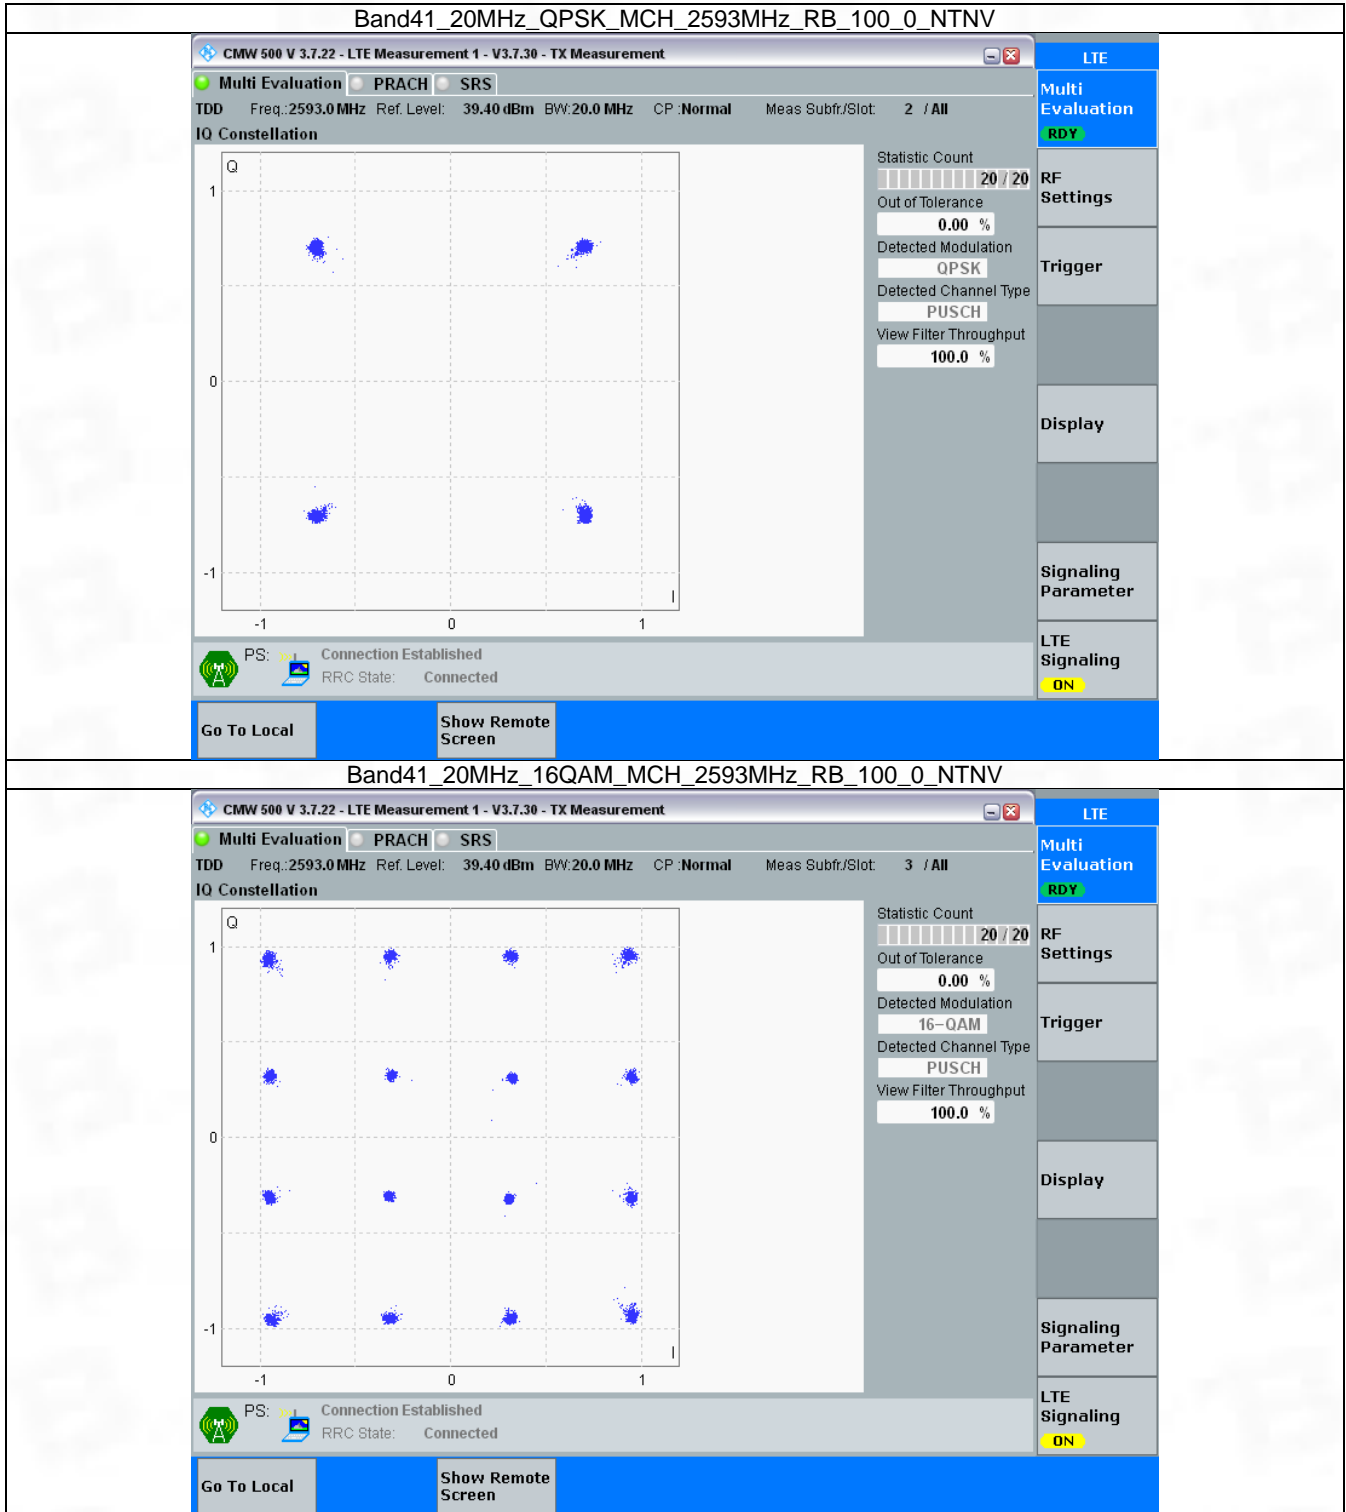 Band41_20MHz_QPSK_MCH_2593MHz_RB_100_0_NTNV
CMW 500 V 3.7.22 - LTE Measurement 1 - V3.7.30 - TX Measurement
LTE
Multi Evaluation PRACH SRS
Multi
Evaluation
RDY
TDD Freq.:2593.0 MHz Ref. Level: 39.40 dBm BW:20.0 MHz CP :Normal Meas Subfr./Slot: 2 / All
IQ Constellation
Q
1
0
-1
-1 0 1
I
Statistic Count
20 / 20
Out of Tolerance
0.00 %
Detected Modulation
QPSK
Detected Channel Type
PUSCH
View Filter Throughput
100.0 %
RF
Settings
Trigger
Display
Signaling
Parameter
LTE
Signaling
ON
PS: Connection Established
RRC State: Connected
Go To Local
Show Remote
Screen
Band41_20MHz_16QAM_MCH_2593MHz_RB_100_0_NTNV
CMW 500 V 3.7.22 - LTE Measurement 1 - V3.7.30 - TX Measurement
LTE
Multi Evaluation PRACH SRS
Multi
Evaluation
RDY
TDD Freq.:2593.0 MHz Ref. Level: 39.40 dBm BW:20.0 MHz CP :Normal Meas Subfr./Slot: 3 / All
IQ Constellation
Q
1
0
-1
-1 0 1
I
Statistic Count
20 / 20
Out of Tolerance
0.00 %
Detected Modulation
16-QAM
Detected Channel Type
PUSCH
View Filter Throughput
100.0 %
RF
Settings
Trigger
Display
Signaling
Parameter
LTE
Signaling
ON
PS: Connection Established
RRC State: Connected
Go To Local
Show Remote
Screen